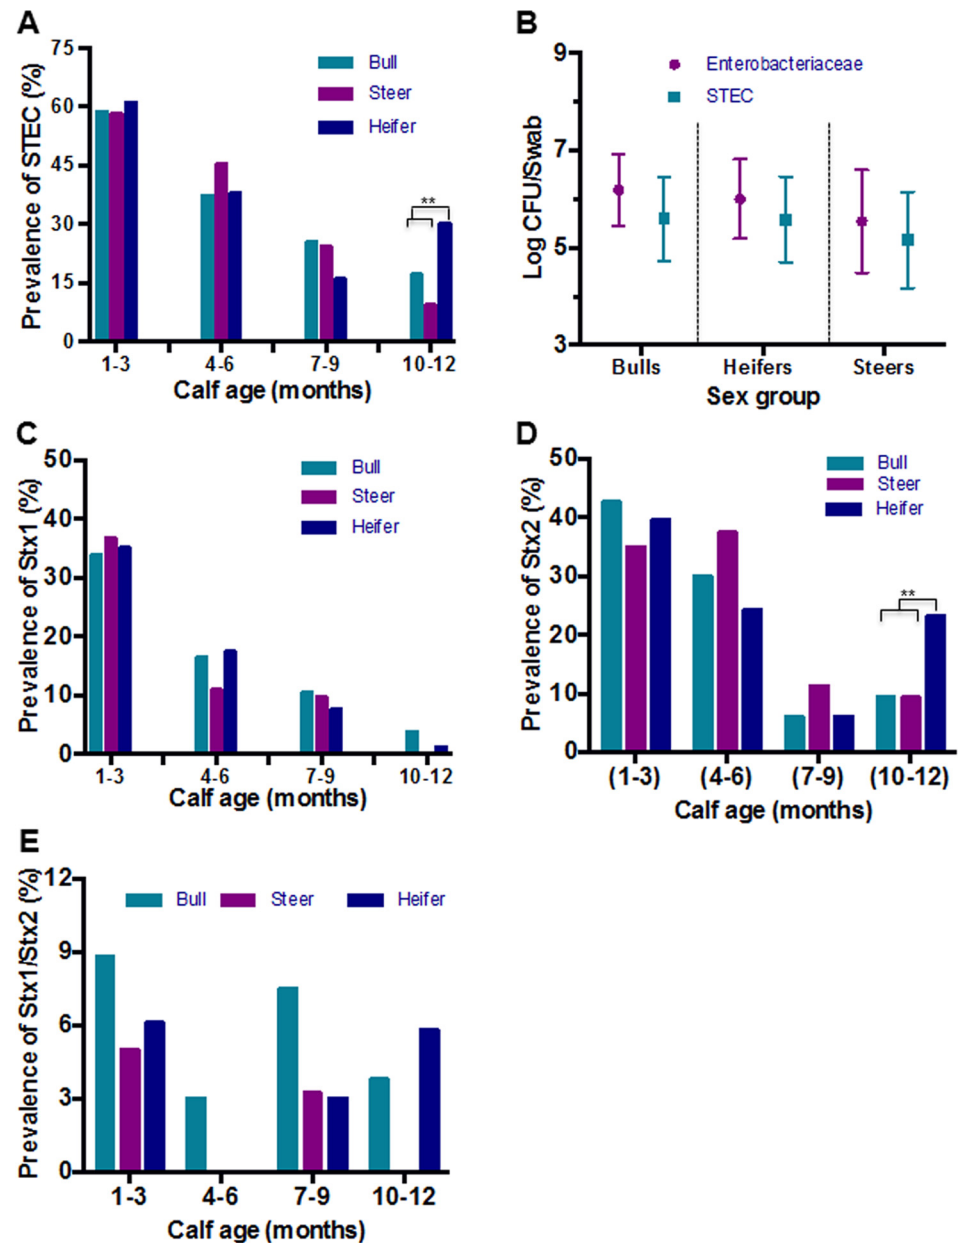 A
Prevalence of STEC (%)
75
60
45
30
15
0
Bull
Steer
Heifer
**
1-3
4-6
7-9
10-12
Calf age (months)
B
Log CFU/Swab
9
7
5
3
Enterobacteriaceae
STEC
Bulls
Heifers
Steers
Sex group
C
Prevalence of Stx1 (%)
50
40
30
20
10
0
Bull
Steer
Heifer
1-3
4-6
7-9
10-12
Calf age (months)
D
Prevalence of Stx2 (%)
50
40
30
20
10
0
Bull
Steer
Heifer
**
(1-3)
(4-6)
(7-9)
(10-12)
Calf age (months)
E
Prevalence of Stx1/Stx2 (%)
12
9
6
3
0
Bull
Steer
Heifer
1-3
4-6
7-9
10-12
Calf age (months)